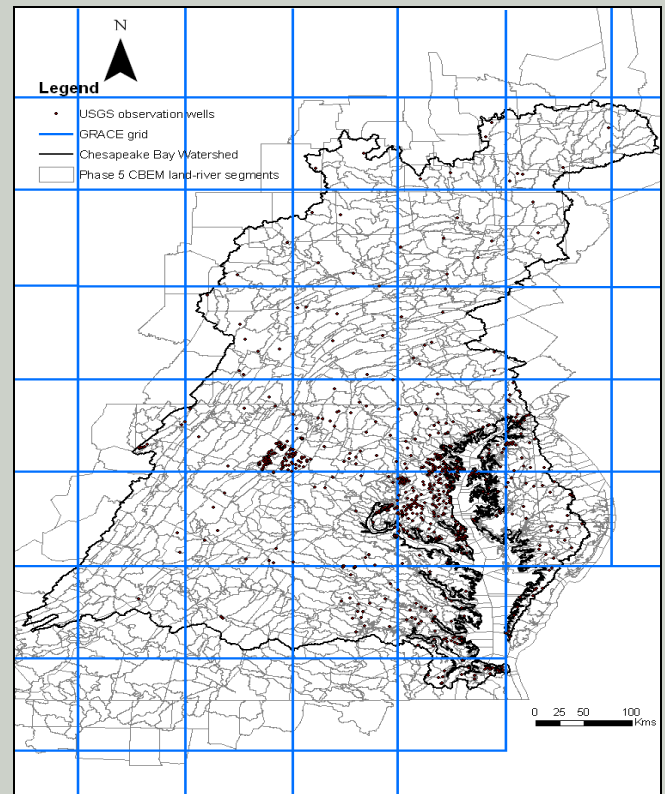 N
Legend
USGS observation wells
GRACE grid
Chesapeake Bay Watershed
Phase 5 CBEM land-river segments
0 25 50 100
Kms